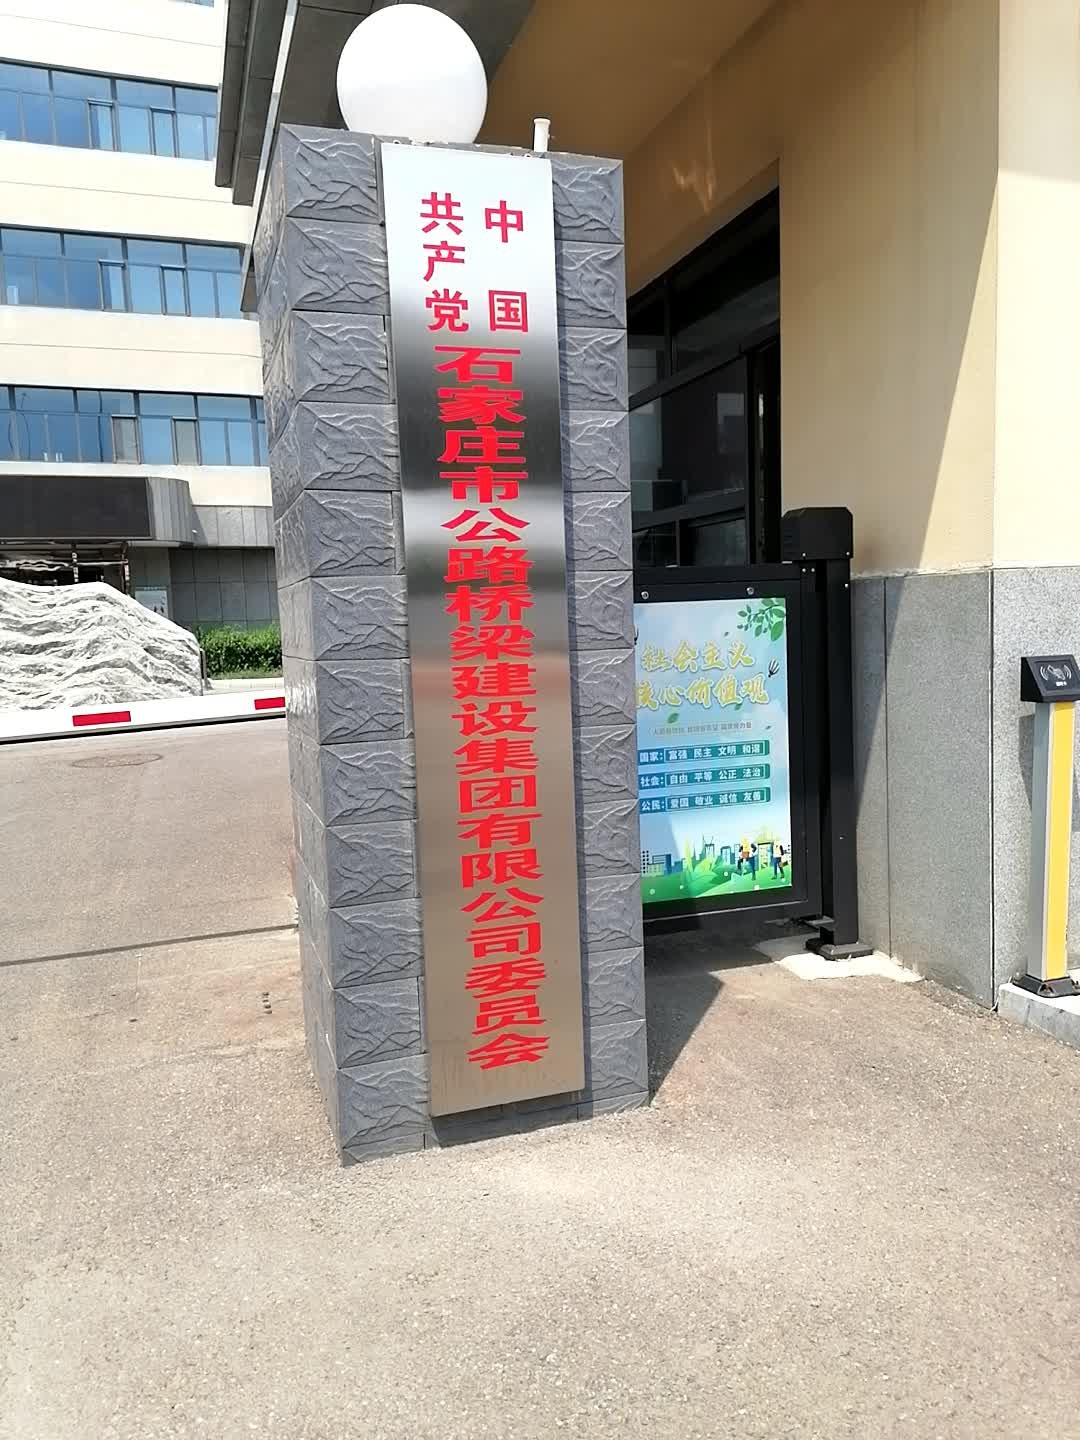 中国
共产党
石家庄市公路桥梁建设集团有限公司委员会
社会主义
核心价值观
国家：富强 民主 文明 和谐
社会：自由 平等 公正 法治
公民：爱国 敬业 诚信 友善